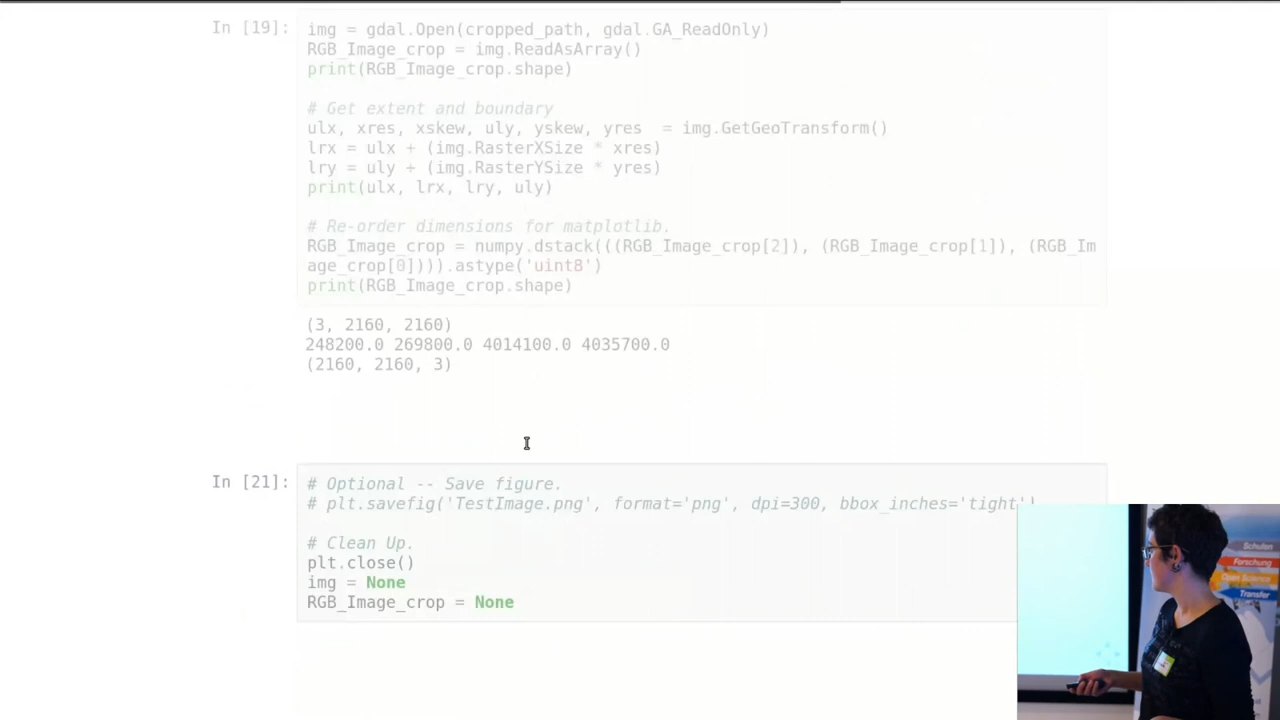 In [19]:
img = gdal.Open(cropped_path, gdal.GA_ReadOnly)
RGB_Image_crop = img.ReadAsArray()
print(RGB_Image_crop.shape)
# Get extent and boundary
ulx, xres, xskew, uly, yskew, yres  = img.GetGeoTransform()
lrx = ulx + (img.RasterXSize * xres)
lry = uly + (img.RasterYSize * yres)
print(ulx, lrx, lry, uly)
# Re-order dimensions for matplotlib.
RGB_Image_crop = numpy.dstack(((RGB_Image_crop[2]), (RGB_Image_crop[1]), (RGB_Im
age_crop[0]))).astype('uint8')
print(RGB_Image_crop.shape)
(3, 2160, 2160)
248200.0 269800.0 4014100.0 4035700.0
(2160, 2160, 3)
In [21]:
# Optional -- Save figure.
# plt.savefig('TestImage.png', format='png', dpi=300, bbox_inches='tight')
# Clean Up.
plt.close()
img = None
RGB_Image_crop = None
Schulen
Forschung
Open Science
Transfer